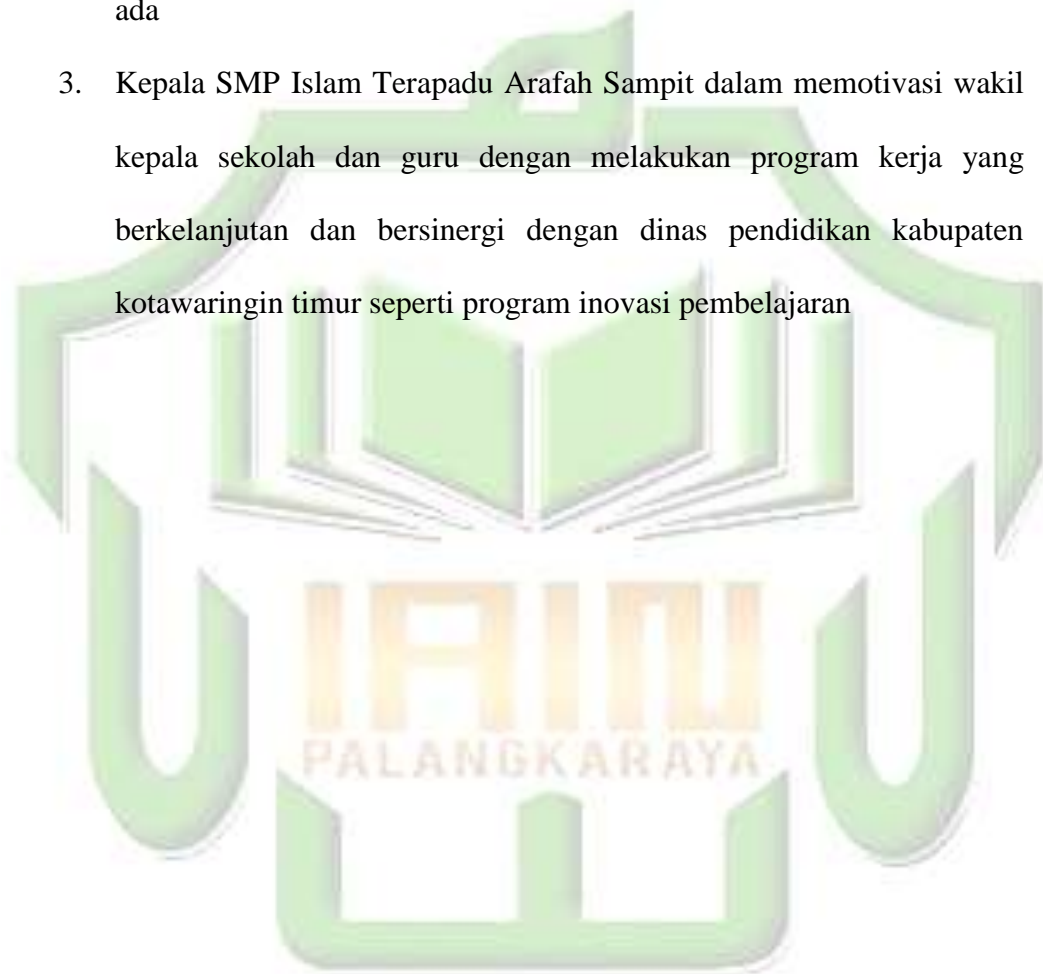 ada
3. Kepala SMP Islam Terapadu Arafah Sampit dalam memotivasi wakil
kepala sekolah dan guru dengan melakukan program kerja yang
berkelanjutan dan bersinergi dengan dinas pendidikan kabupaten
kotawaringin timur seperti program inovasi pembelajaran
IAIN
PALANGKARAYA